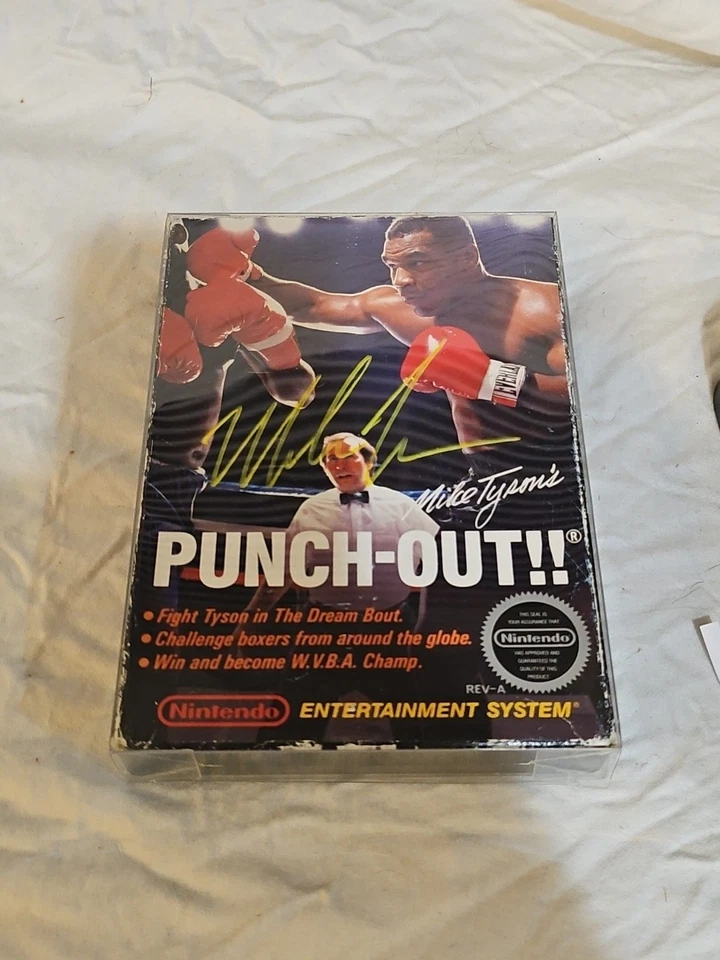 EVERLAST
Mike Tyson's
PUNCH-OUT!!®
• Fight Tyson in The Dream Bout.
• Challenge boxers from around the globe.
• Win and become W.V.B.A. Champ.
THIS SEAL IS
YOUR ASSURANCE THAT
Nintendo
HAS APPROVED AND
GUARANTEED THE
QUALITY OF THIS
PRODUCT.
REV-A
Nintendo ENTERTAINMENT SYSTEM®